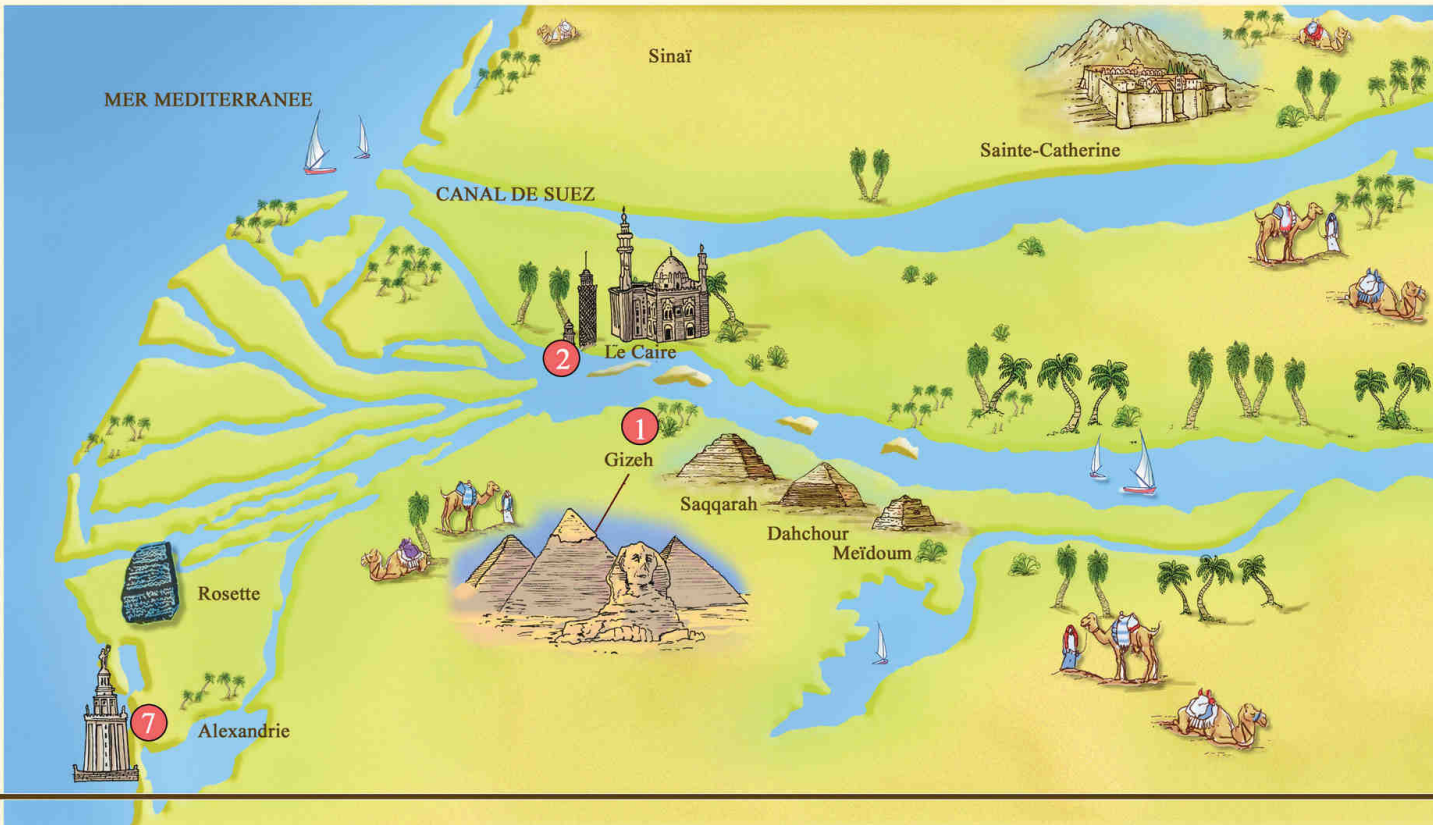 Sinaï
MER MEDITERRANEE
Sainte-Catherine
CANAL DE SUEZ
2
Le Caire
1
Gizeh
Saqqarah
Dahchour
Meïdoum
Rosette
7
Alexandrie